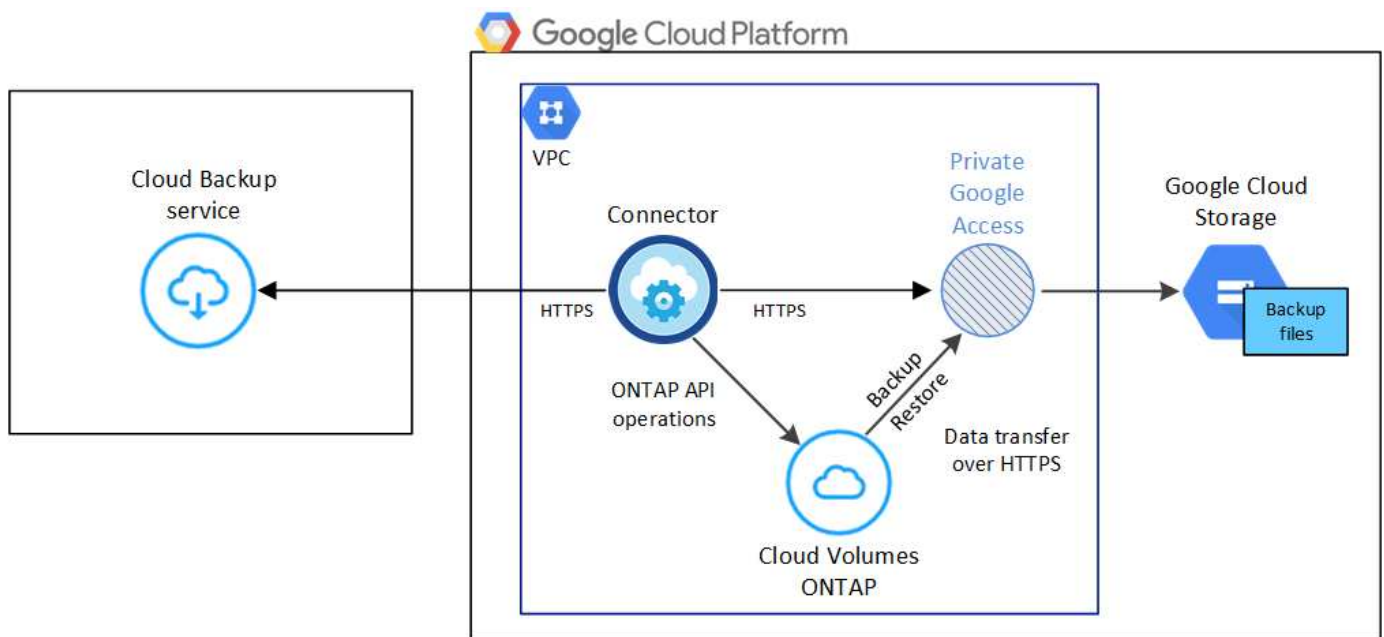 Google Cloud Platform
VPC
Cloud Backup
service
Connector
Private
Google
Access
Google Cloud
Storage
HTTPS
HTTPS
Backup
files
ONTAP API
operations
Backup
Restore
Data transfer
over HTTPS
Cloud Volumes
ONTAP